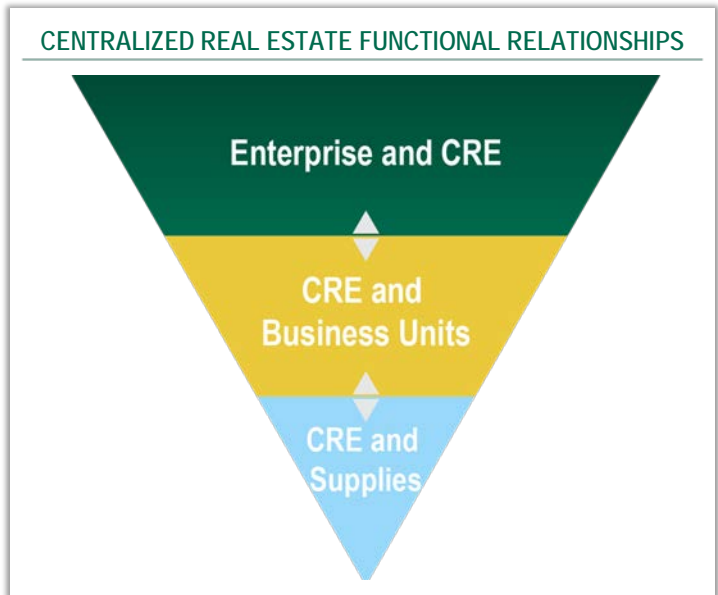 CENTRALIZED REAL ESTATE FUNCTIONAL RELATIONSHIPS
Enterprise and CRE
CRE and
Business Units
CRE and
Supplies